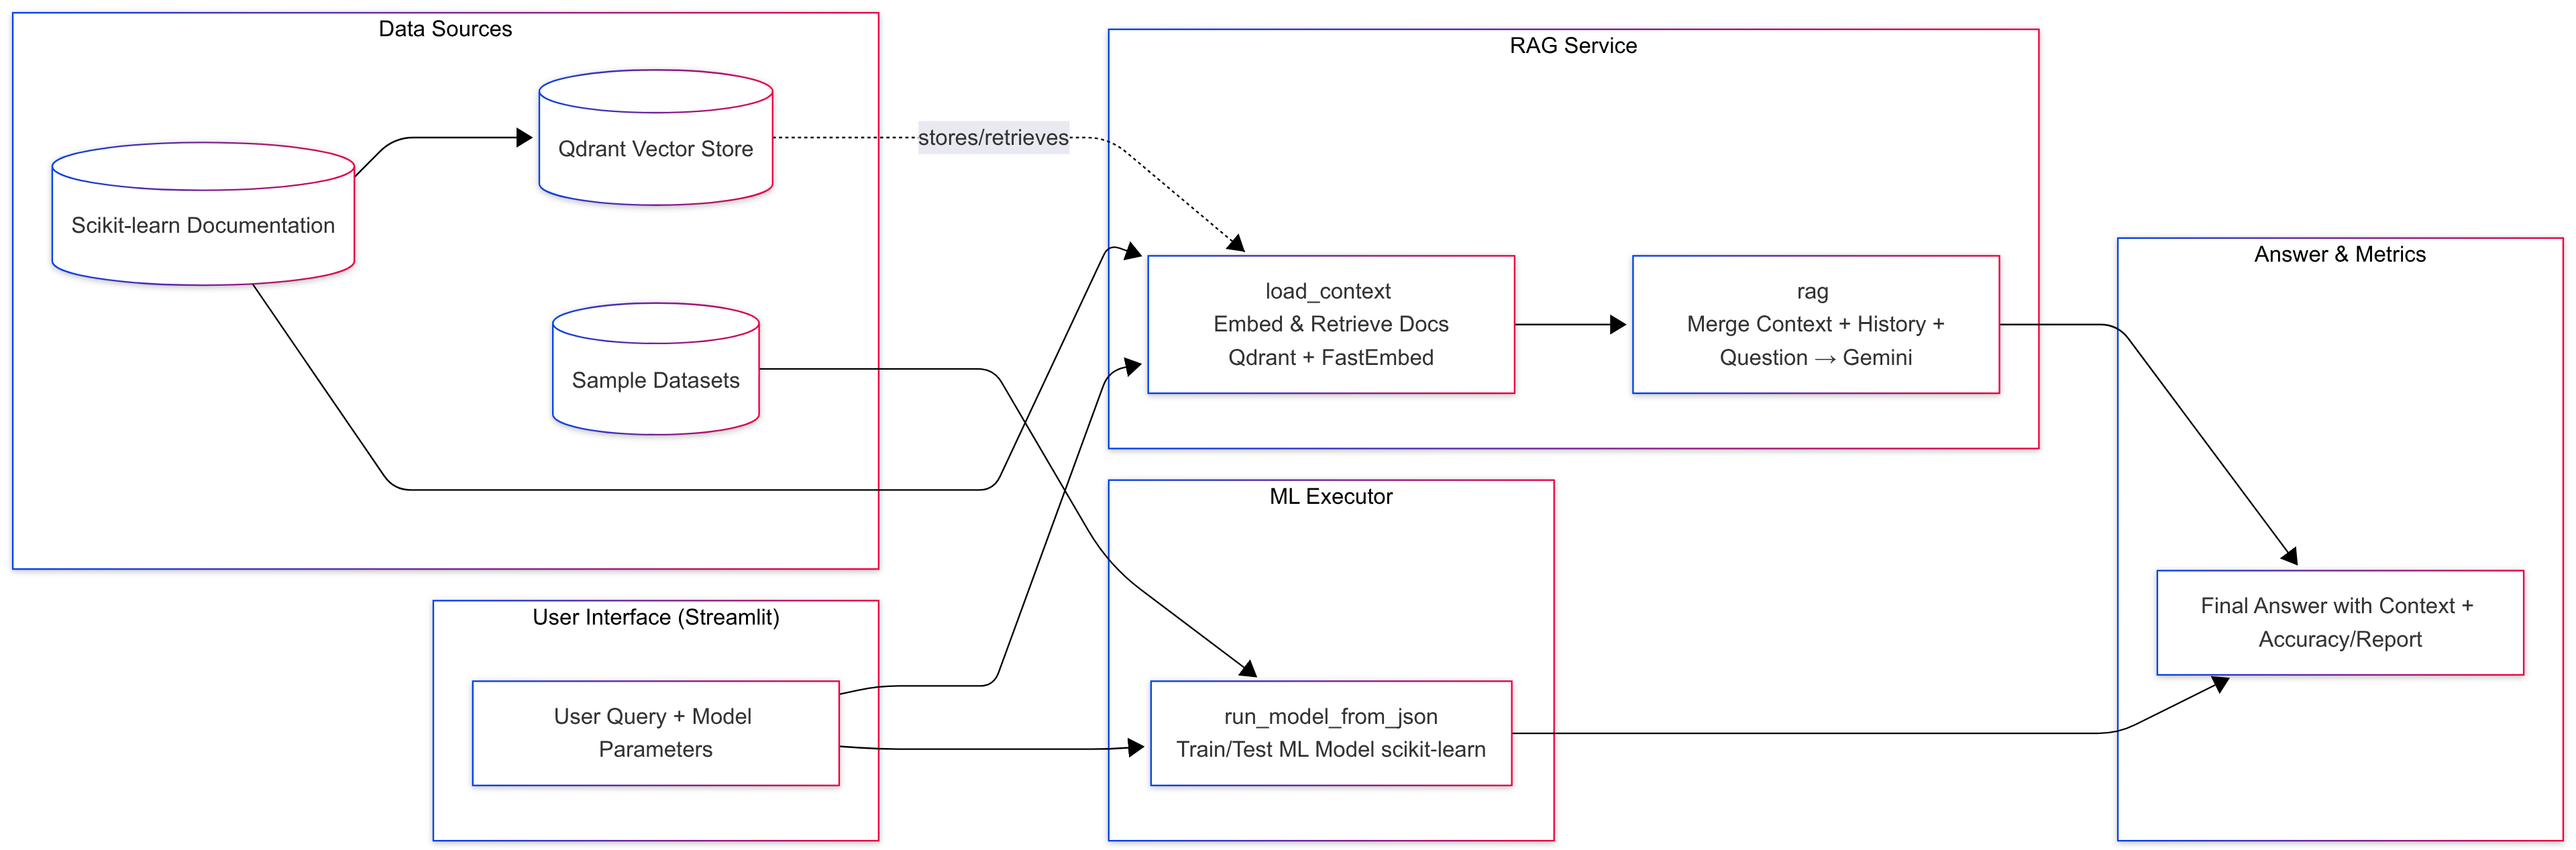 Data Sources
Scikit-learn Documentation
Qdrant Vector Store
Sample Datasets
stores/retrieves
User Interface (Streamlit)
User Query + Model
Parameters
RAG Service
load_context
Embed & Retrieve Docs
Qdrant + FastEmbed
rag
Merge Context + History +
Question → Gemini
ML Executor
run_model_from_json
Train/Test ML Model scikit-learn
Answer & Metrics
Final Answer with Context +
Accuracy/Report